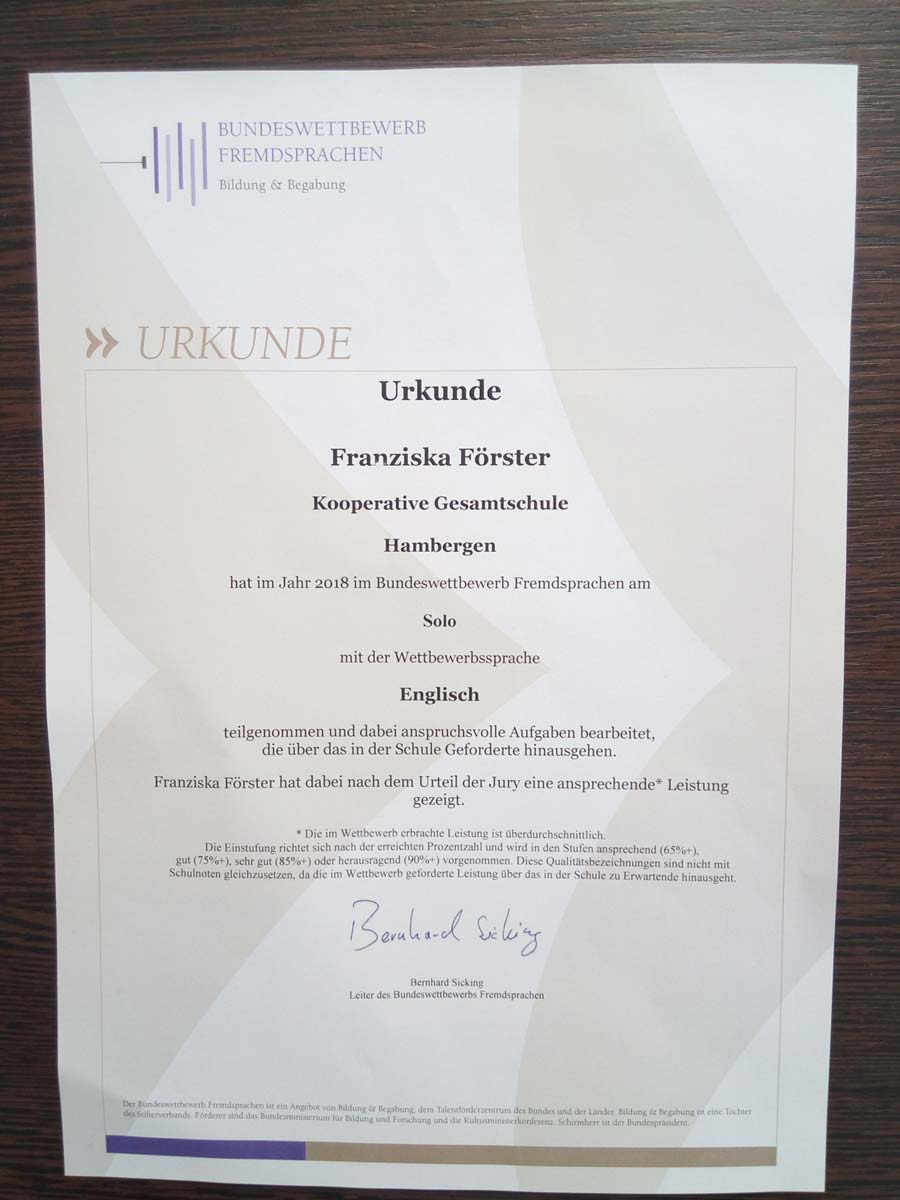 BUNDESWETTBEWERB
FREMDSPRACHEN
Bildung & Begabung
URKUNDE
Urkunde
Franziska Förster
Kooperative Gesamtschule
Hambergen
hat im Jahr 2018 im Bundeswettbewerb Fremdsprachen am
Solo
mit der Wettbewerbssprache
Englisch
teilgenommen und dabei anspruchsvolle Aufgaben bearbeitet,
die über das in der Schule Geforderte hinausgehen.
Franziska Förster hat dabei nach dem Urteil der Jury eine ansprechende* Leistung
gezeigt.
* Die im Wettbewerb erbrachte Leistung ist überdurchschnittlich.
Die Einstufung richtet sich nach der erreichten Prozentzahl und wird in den Stufen ansprechend (65%+),
gut (75%+), sehr gut (85%+) oder herausragend (90%+) vorgenommen. Diese Qualitätsbezeichnungen sind nicht mit
Schulnoten gleichzusetzen, da die im Wettbewerb geforderte Leistung über das in der Schule zu Erwartende hinausgeht.
Bernhard Sicking
Bernhard Sicking
Leiter des Bundeswettbewerbs Fremdsprachen
Der Bundeswettbewerb Fremdsprachen ist ein Angebot von Bildung & Begabung, dem Talentförderzentrum des Bundes und der Länder. Bildung & Begabung ist eine Tochter
des Stifterverbands. Förderer sind das Bundesministerium für Bildung und Forschung und die Kultusministerkonferenz. Schirmherr ist der Bundespräsident.